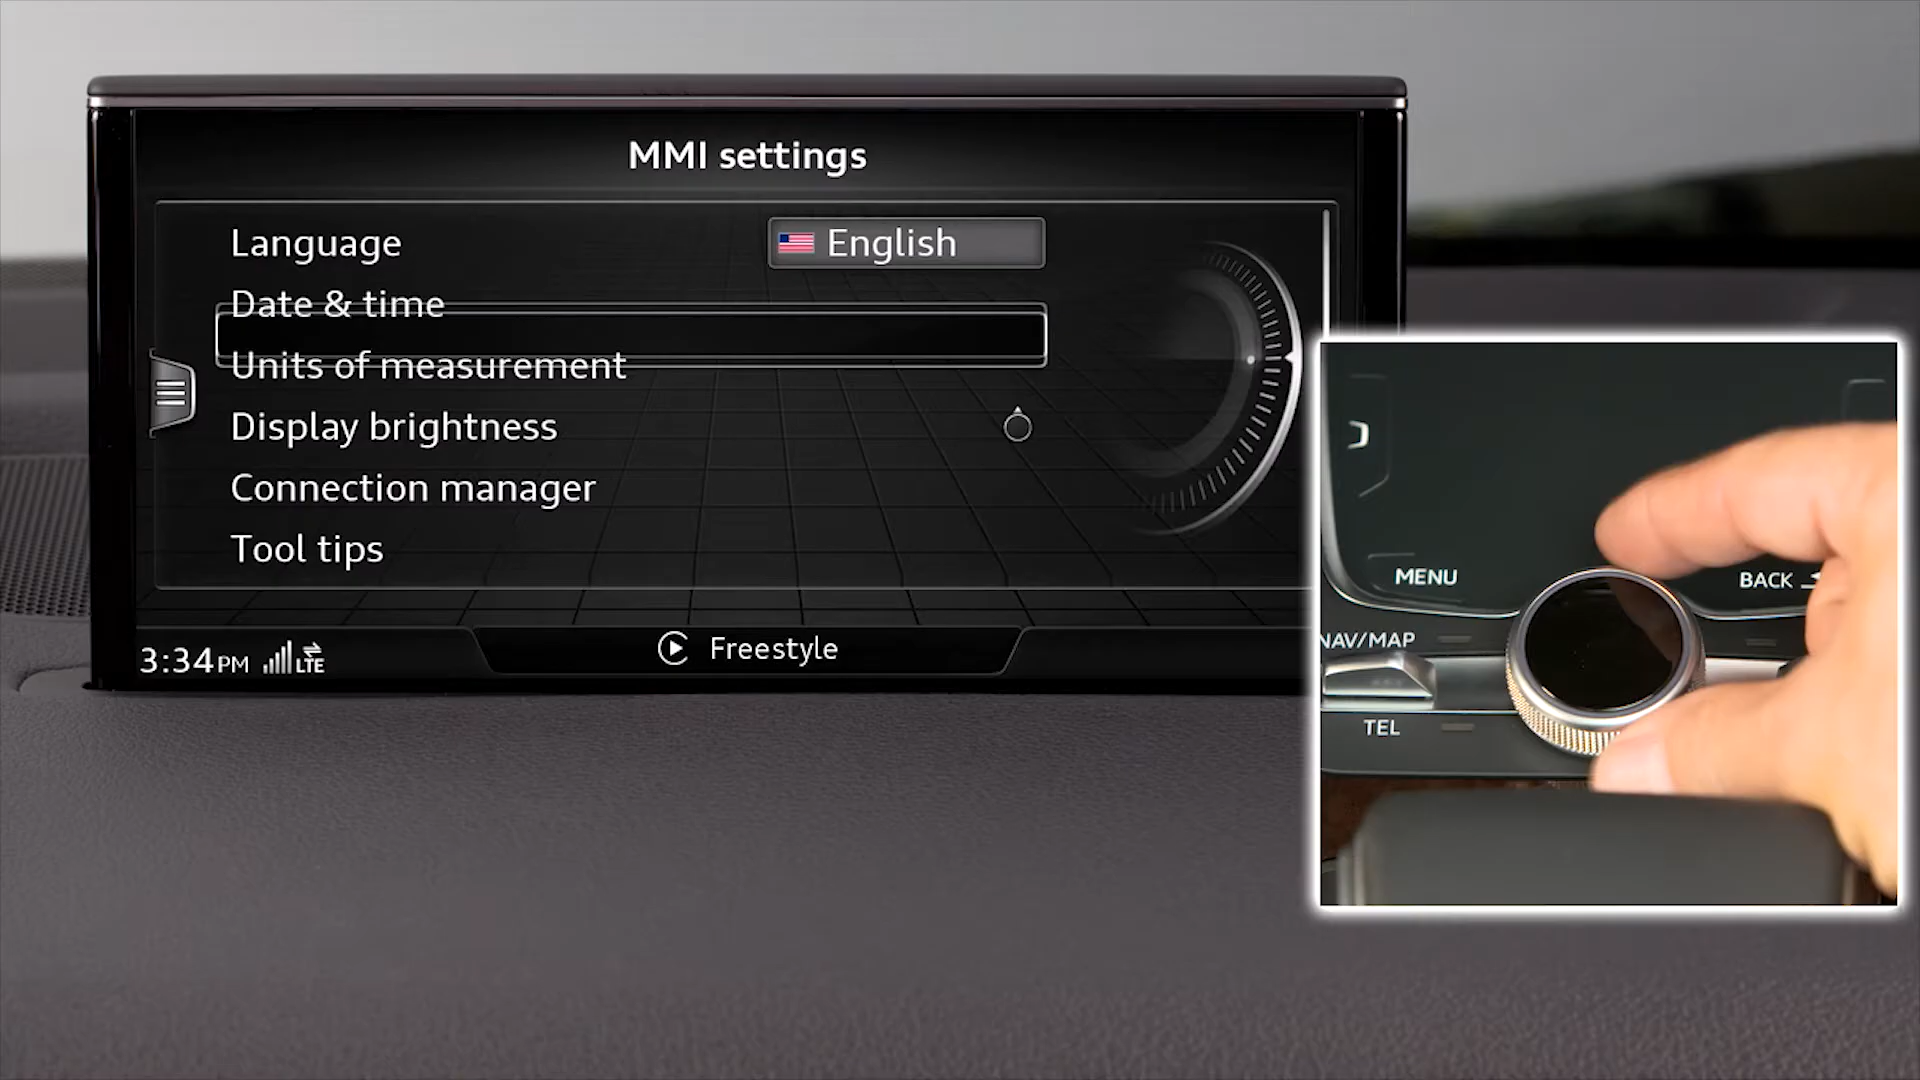 MMI settings
Language
English
Date & time
Units of measurement
Display brightness
Connection manager
Tool tips
3:34PM
LTE
Freestyle
MENU
BACK
NAV/MAP
TEL